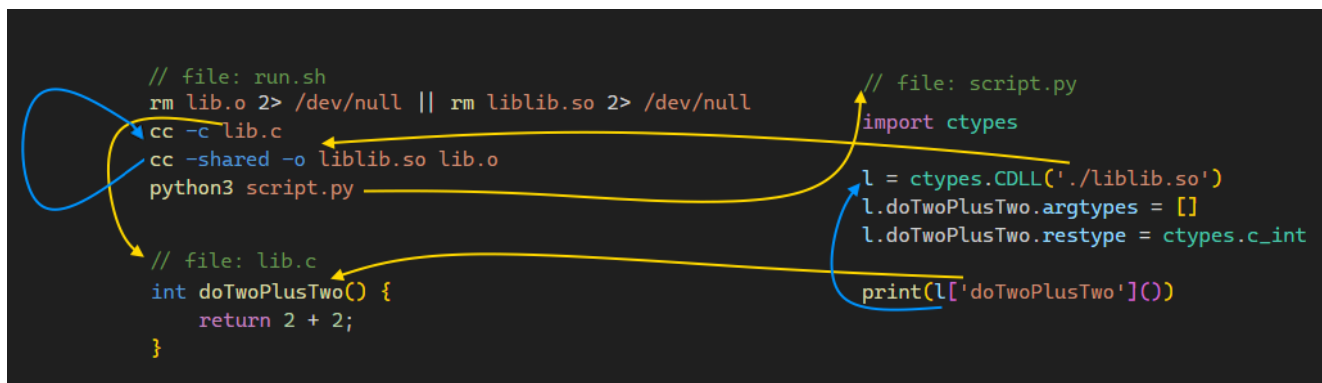 // file: run.sh
rm lib.o 2> /dev/null || rm liblib.so 2> /dev/null
cc -c lib.c
cc -shared -o liblib.so lib.o
python3 script.py
// file: lib.c
int doTwoPlusTwo() {
    return 2 + 2;
}
// file: script.py
import ctypes
l = ctypes.CDLL('./liblib.so')
l.doTwoPlusTwo.argtypes = []
l.doTwoPlusTwo.restype = ctypes.c_int
print(l['doTwoPlusTwo']())